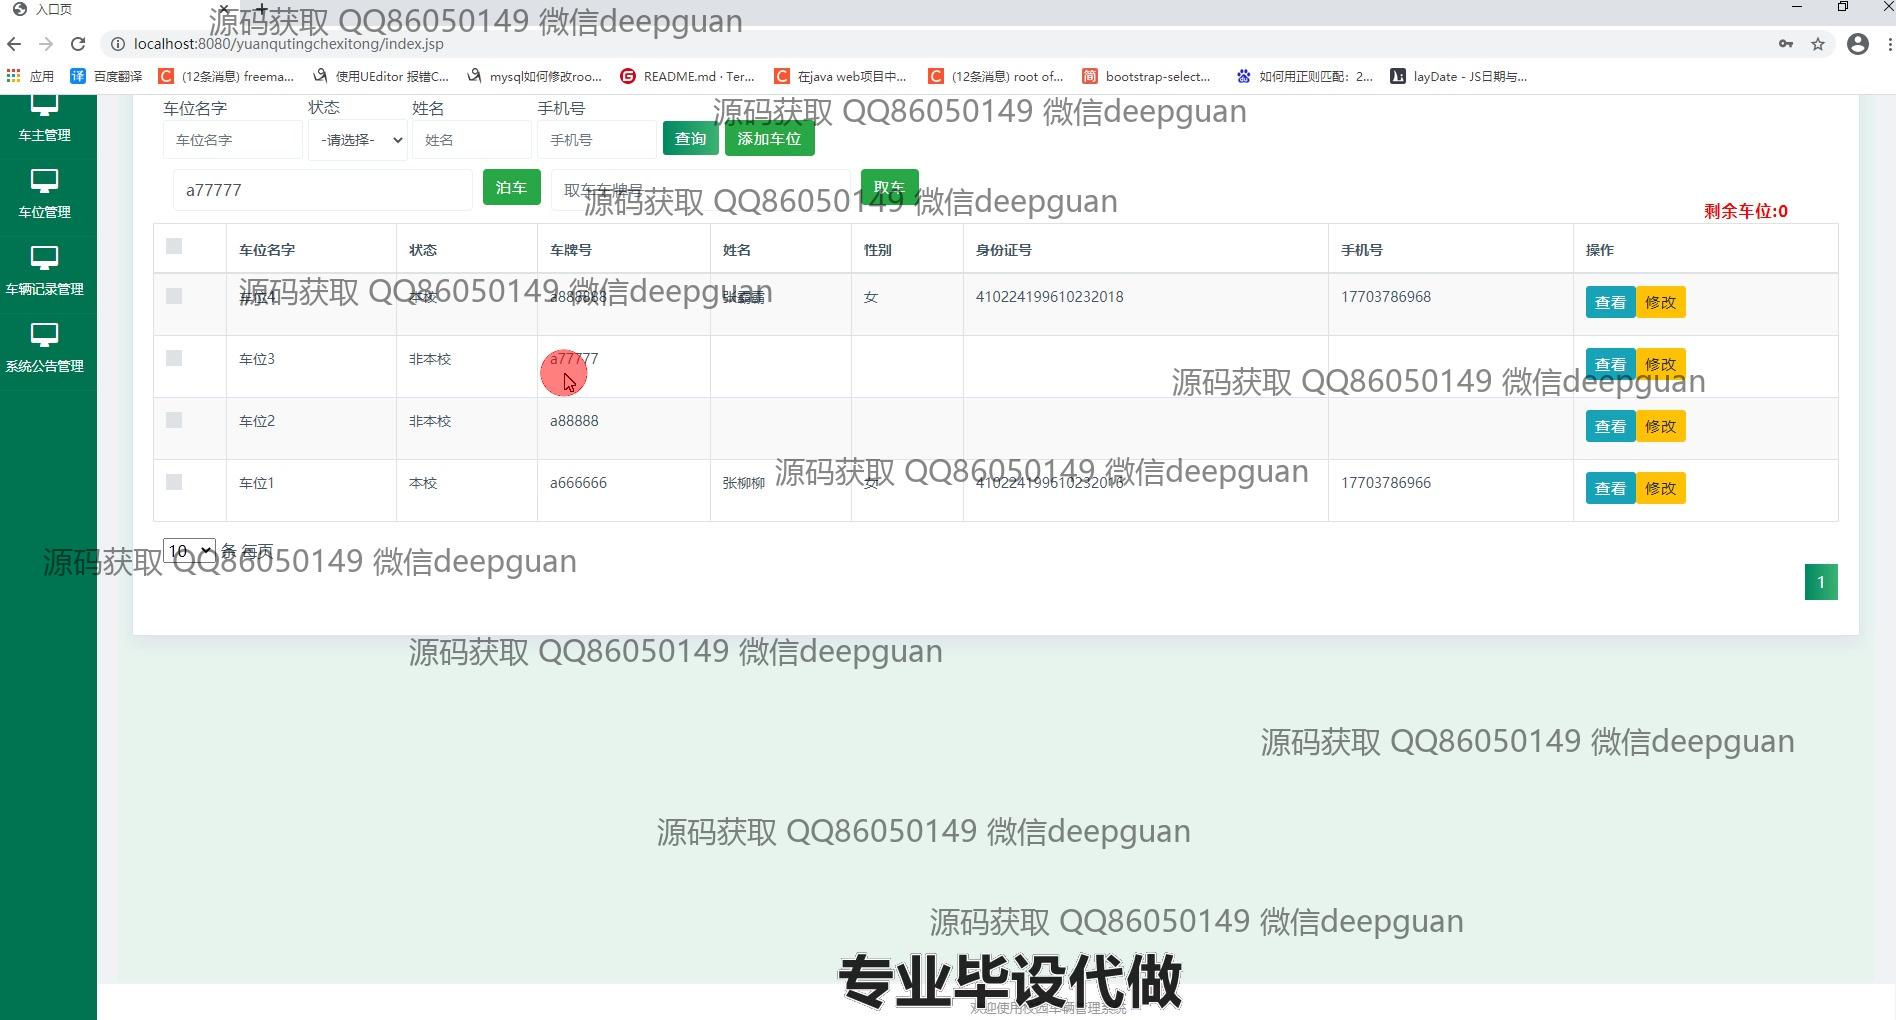 入口页
源码获取 QQ86050149 微信deepguan
localhost:8080/yuanqutingchexitong/index.jsp
应用 百度翻译 (12条消息) freema... 使用UEditor 报错C... mysql如何修改roo... README.md · Ter... 在java web项目中... (12条消息) root of... bootstrap-select... 如何用正则匹配：2... layDate - JS日期与...
车位名字 状态 姓名 手机号
源码获取 QQ86050149 微信deepguan
车位名字 -请选择- 姓名 手机号 查询 添加车位
a77777 泊车 取车车牌号 取车
源码获取 QQ86050149 微信deepguan
剩余车位:0
车主管理
车位管理
车辆记录管理
系统公告管理
车位名字 状态 车牌号 姓名 性别 身份证号 手机号 操作
车位4 本校 a888888 张霸霸 女 410224199610232018 17703786968 查看 修改
源码获取 QQ86050149 微信deepguan
车位3 非本校 a77777 查看 修改
源码获取 QQ86050149 微信deepguan
车位2 非本校 a88888 查看 修改
车位1 本校 a666666 张柳柳 女 410224199610232016 17703786966 查看 修改
源码获取 QQ86050149 微信deepguan
10 条 每页
源码获取 QQ86050149 微信deepguan
1
源码获取 QQ86050149 微信deepguan
源码获取 QQ86050149 微信deepguan
源码获取 QQ86050149 微信deepguan
源码获取 QQ86050149 微信deepguan
专业毕设代做
欢迎使用校园车辆管理系统